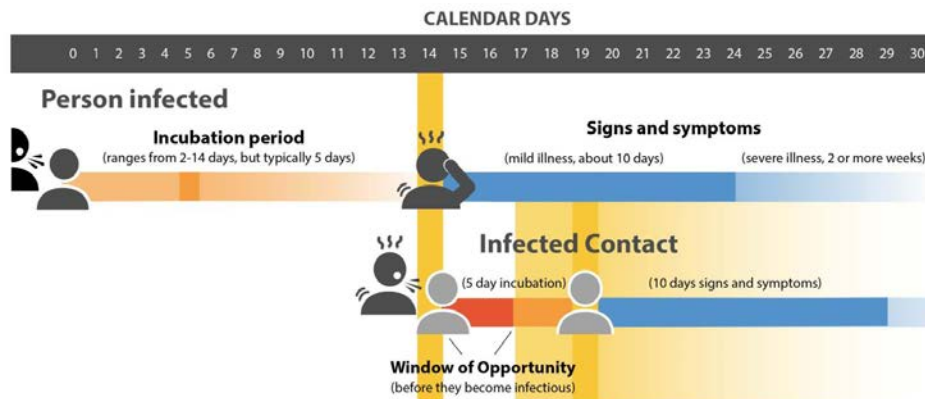 CALENDAR DAYS
0 1 2 3 4 5 6 7 8 9 10 11 12 13 14 15 16 17 18 19 20 21 22 23 24 25 26 27 28 29 30
Person infected
Incubation period
(ranges from 2-14 days, but typically 5 days)
Signs and symptoms
(mild illness, about 10 days)
(severe illness, 2 or more weeks)
Infected Contact
(5 day incubation)
(10 days signs and symptoms)
Window of Opportunity
(before they become infectious)